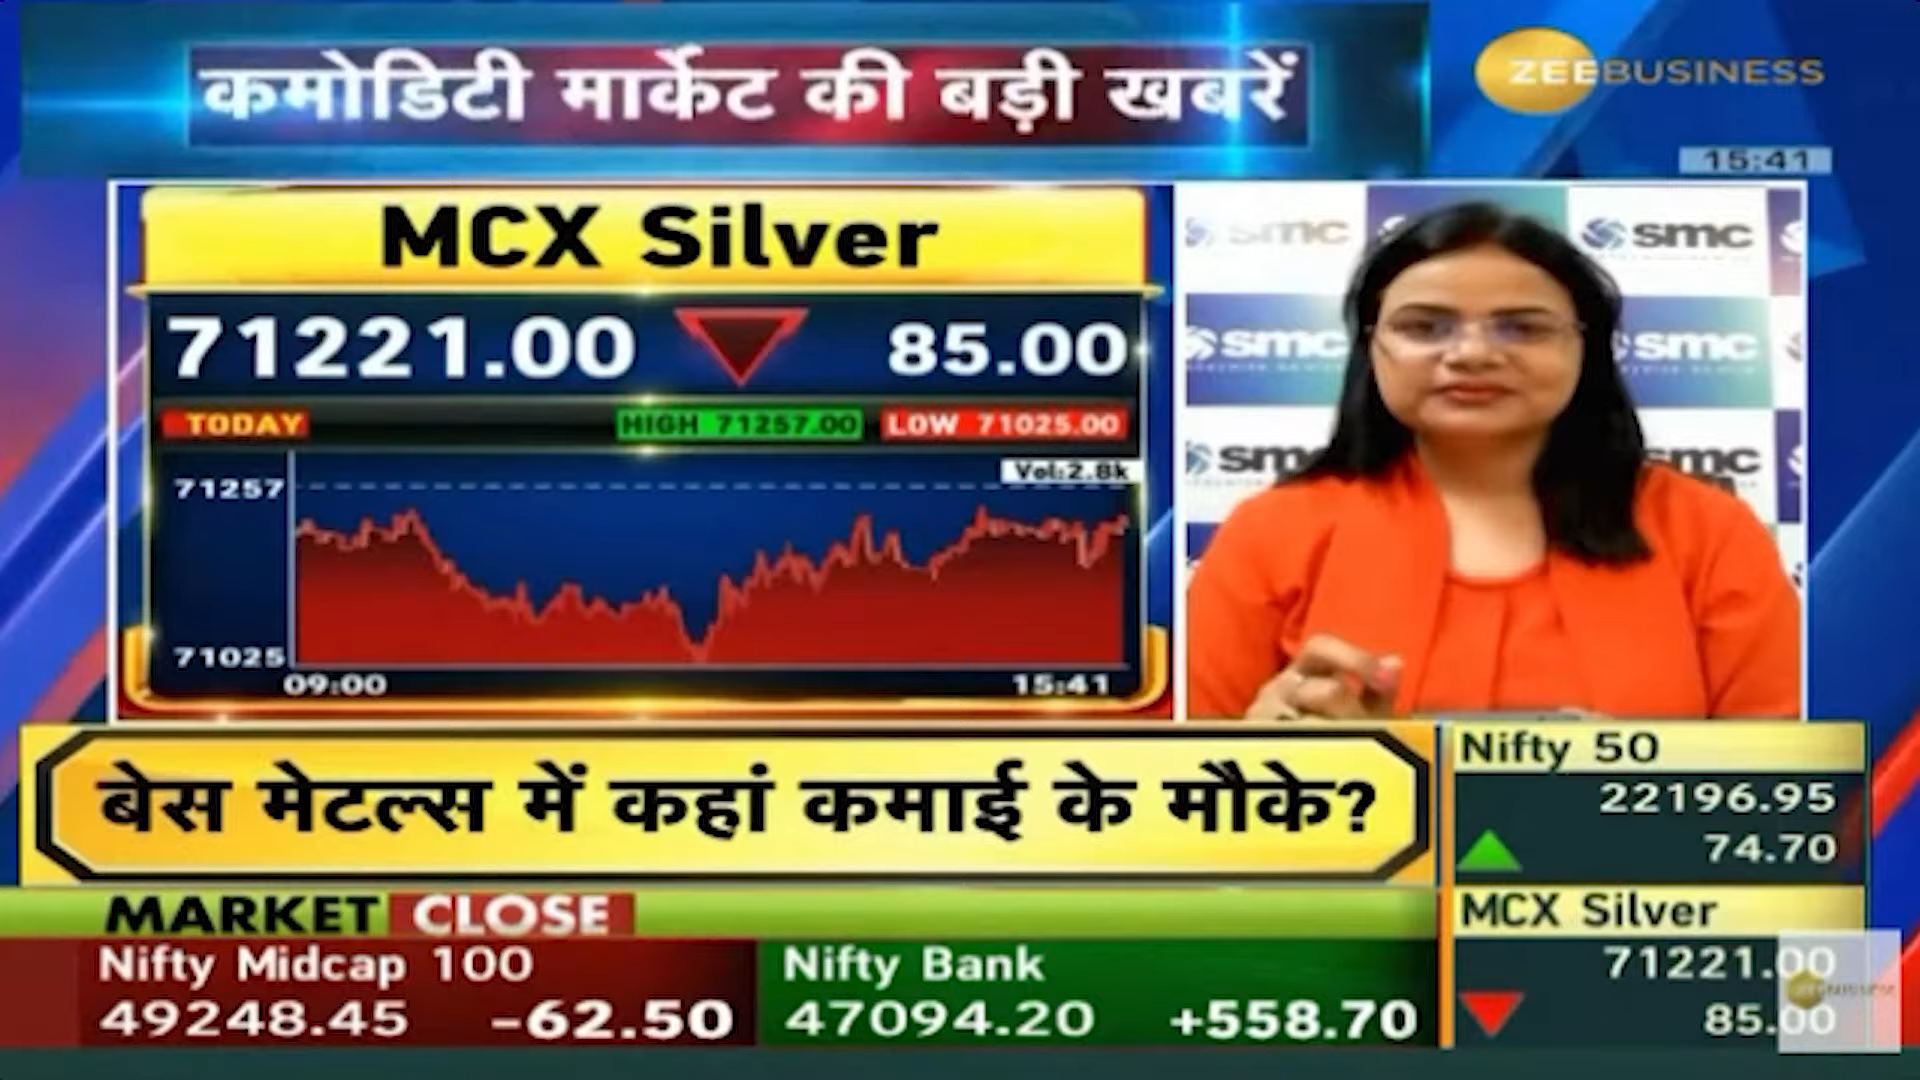 कमोडिटी मार्केट की बड़ी खबरें
ZEEBUSINESS
15:41
MCX Silver
71221.00 85.00
TODAY HIGH 71257.00 LOW 71025.00
Vol:2.8k
71257
71025
09:00 15:41
smc smc
smc smc
smc smc
बेस मेटल्स में कहां कमाई के मौके?
Nifty 50
22196.95
74.70
MARKET CLOSE
Nifty Midcap 100
49248.45 -62.50
Nifty Bank
47094.20 +558.70
MCX Silver
71221.00
85.00